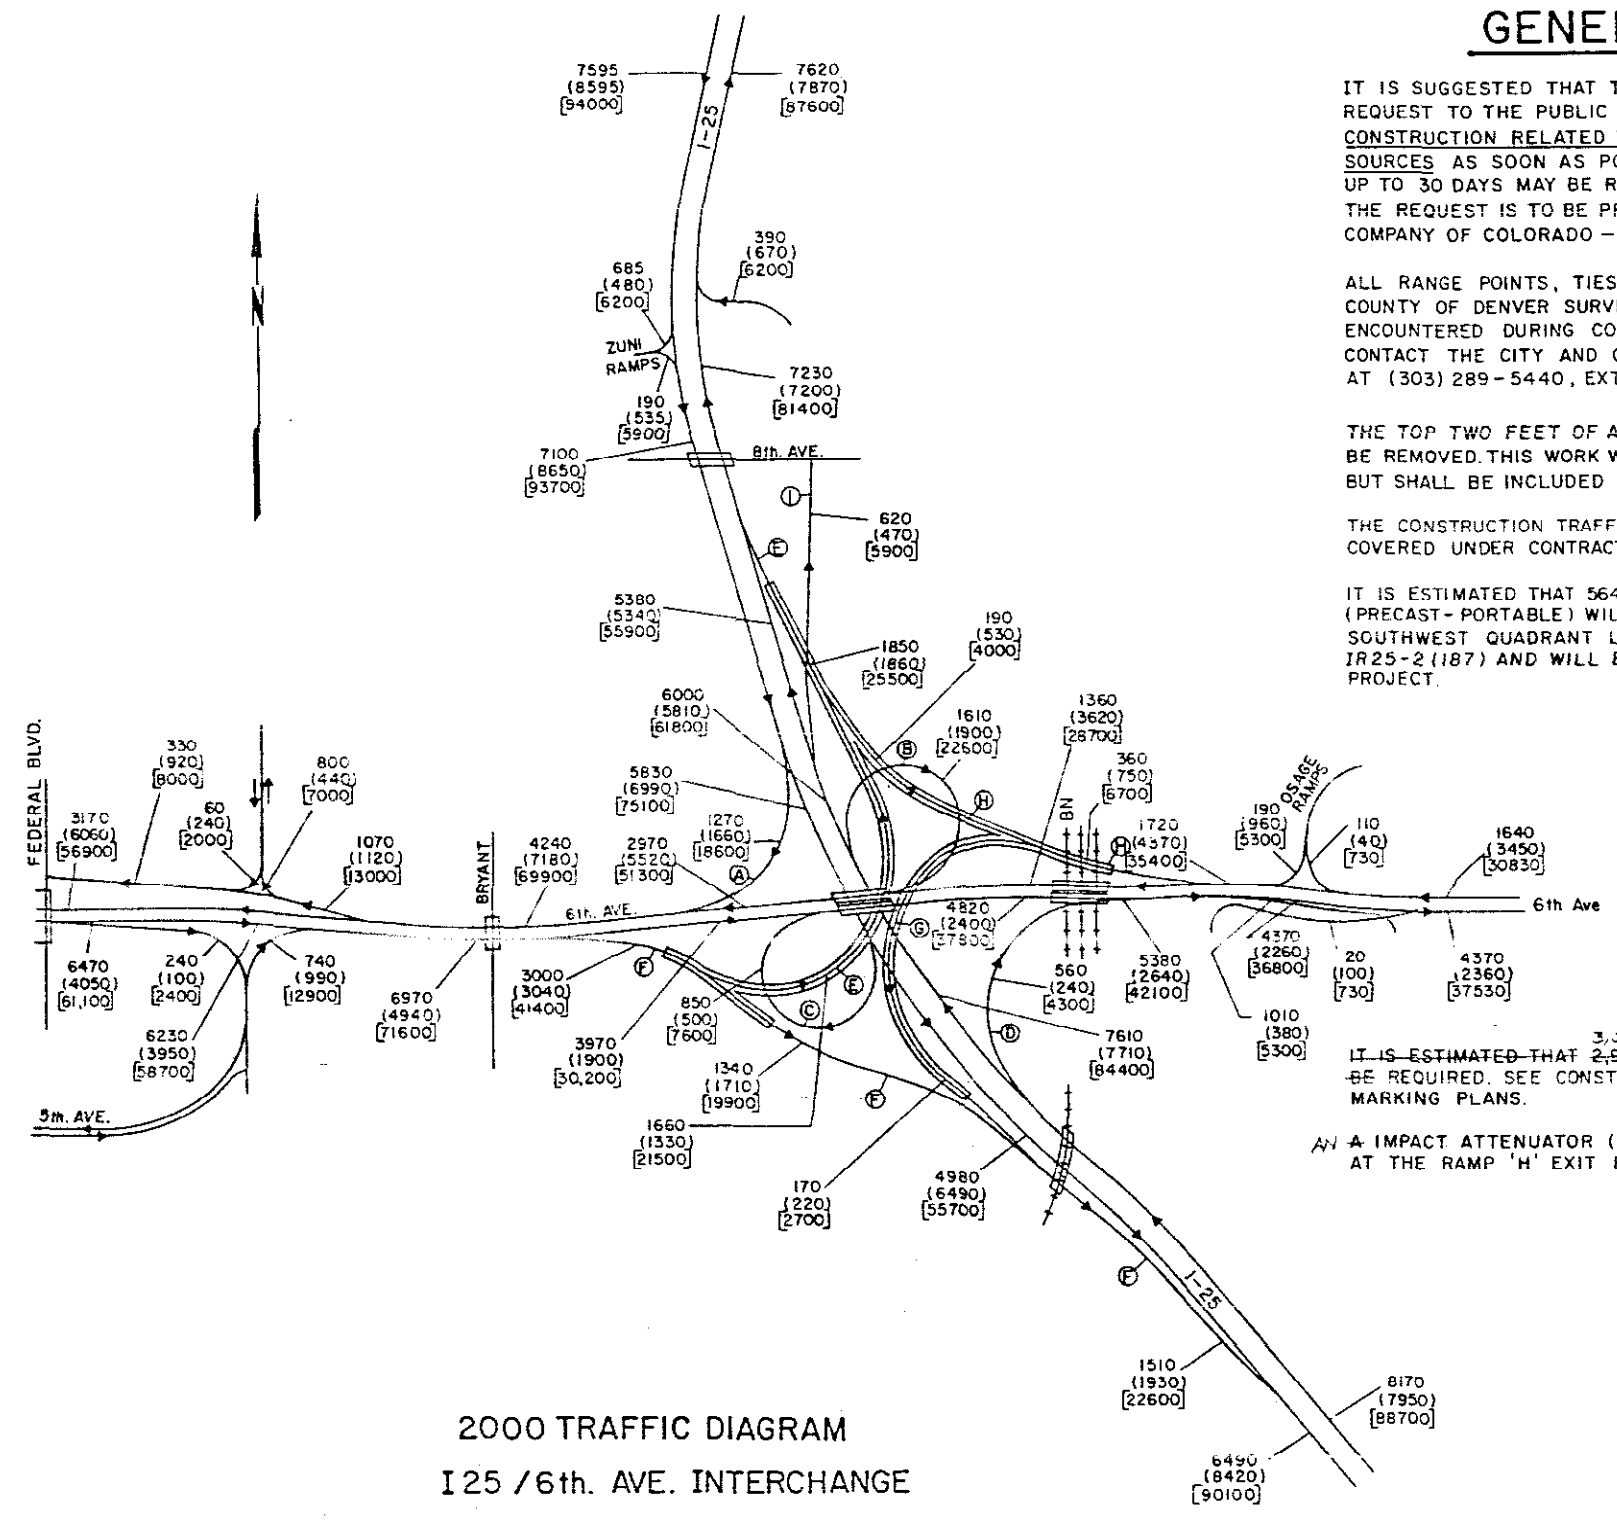 GENE
IT IS SUGGESTED THAT
REQUEST TO THE PUBLIC
CONSTRUCTION RELATED
SOURCES AS SOON AS
UP TO 30 DAYS MAY BE
THE REQUEST IS TO BE
COMPANY OF COLORADO –
ALL RANGE POINTS, TIES
COUNTY OF DENVER
ENCOUNTERED DURING
CONTACT THE CITY AND
AT (303) 289-5440, EXT
THE TOP TWO FEET OF
BE REMOVED. THIS WORK
BUT SHALL BE INCLUDED
THE CONSTRUCTION
COVERED UNDER CONTRACT
IT IS ESTIMATED THAT 564
(PRECAST-PORTABLE)
SOUTHWEST QUADRANT
IR25-2(187) AND WILL
PROJECT.
IT IS ESTIMATED THAT
BE REQUIRED. SEE CONST
MARKING PLANS.
AN A IMPACT ATTENUATOR (
AT THE RAMP 'H' EXIT
7595
(8595)
[94000]
7620
(7870)
[87600]
I-25
N
390
(670)
[6200]
685
(480)
[6200]
ZUNI
RAMPS
190
(535)
[5900]
7230
(7200)
[81400]
7100
(8650)
[93700]
8th. AVE.
I
620
(470)
[5900]
E
5380
(5340)
[55900]
1850
(1860)
[25500]
190
(530)
[4000]
6000
(5810)
[61800]
1610
(1900)
[22600]
B
1360
(3620)
[28700]
360
(750)
[6700]
H
BN
H
5830
(6990)
[75100]
1270
(1660)
[18600]
A
FEDERAL BLVD.
330
(920)
[8000]
60
(240)
[2000]
800
(440)
[7000]
3170
(6060)
[56900]
1070
(1120)
[13000]
BRYANT
4240
(7180)
[69900]
2970
(5520)
[51300]
6th. AVE.
1720
(4370)
[35400]
190
(960)
[5300]
OSAGE
RAMPS
110
(40)
[730]
1640
(3450)
[30830]
6th Ave
4820
(2400)
[37800]
G
6470
(4050)
[61,100]
240
(100)
[2400]
740
(990)
[12900]
6230
(3950)
[58700]
6970
(4940)
[71600]
3000
(3040)
[41400]
F
850
(500)
[7600]
C
E
3970
(1900)
[30,200]
1340
(1710)
[19900]
1660
(1330)
[21500]
F
560
(240)
[4300]
D
5380
(2640)
[42100]
4370
(2260)
[36800]
20
(100)
[730]
4370
(2360)
[37530]
1010
(380)
[5300]
7610
(7710)
[84400]
5th. AVE.
170
(220)
[2700]
4980
(6490)
[55700]
F
I-25
1510
(1930)
[22600]
8170
(7950)
[88700]
6490
(8420)
[90100]
2000 TRAFFIC DIAGRAM
I 25 / 6th. AVE. INTERCHANGE